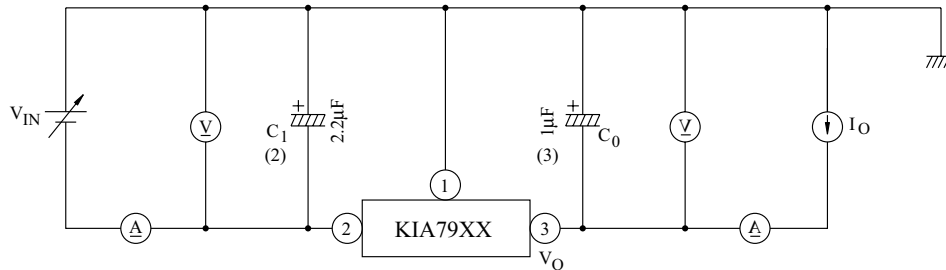 V_IN
V
+
C_1
(2)
2.2μF
1
+
1μF
(3)
C_0
V
I_O
A
2
KIA79XX
3
V_O
A